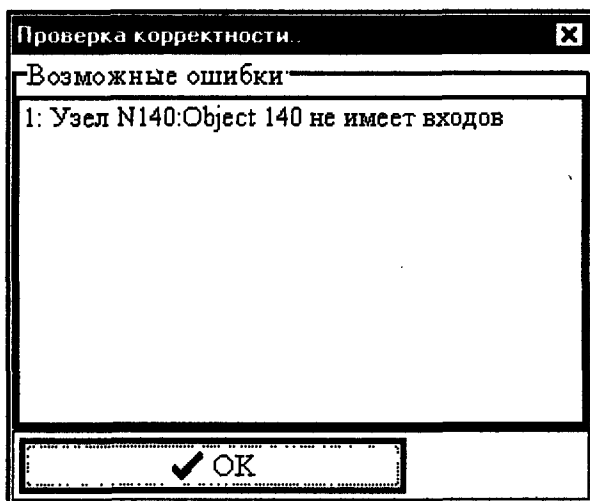 Проверка корректности..
Возможные ошибки
1: Узел N140:Object 140 не имеет входов
OK